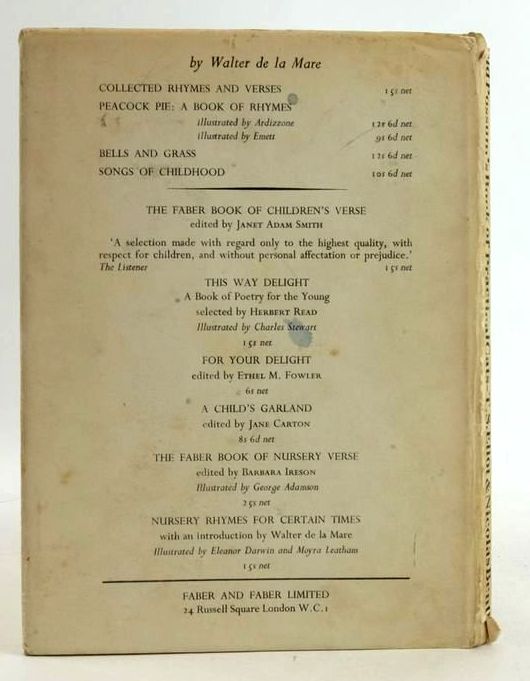 by Walter de la Mare
COLLECTED RHYMES AND VERSES 15s net
PEACOCK PIE: A BOOK OF RHYMES
Illustrated by Ardizzone 12s 6d net
Illustrated by Emett 9s 6d net
BELLS AND GRASS 12s 6d net
SONGS OF CHILDHOOD 10s 6d net
THE FABER BOOK OF CHILDREN'S VERSE
edited by JANET ADAM SMITH
'A selection made with regard only to the highest quality, with
respect for children, and without personal affectation or prejudice.'
The Listener 15s net
THIS WAY DELIGHT
A Book of Poetry for the Young
selected by HERBERT READ
Illustrated by Charles Stewart
15s net
FOR YOUR DELIGHT
edited by ETHEL M. FOWLER
6s net
A CHILD'S GARLAND
edited by JANE CARTON
8s 6d net
THE FABER BOOK OF NURSERY VERSE
edited by BARBARA IRESON
Illustrated by George Adamson
25s net
NURSERY RHYMES FOR CERTAIN TIMES
with an introduction by Walter de la Mare
Illustrated by Eleanor Darwin and Moyra Leatham
15s net
FABER AND FABER LIMITED
24 Russell Square London W.C.1
Book of Practical Cats T. S. Eliot & Nicolas